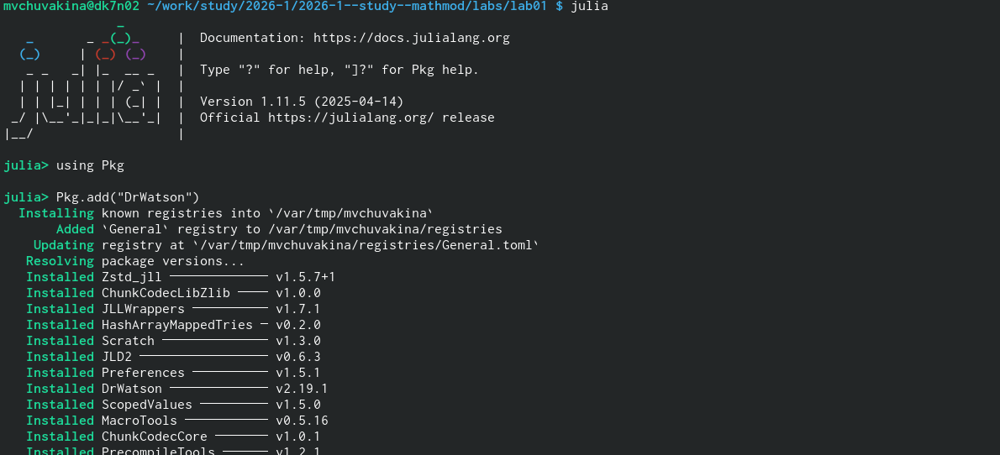 mvchuvakina@dk7n02 ~/work/study/2026-1/2026-1--study--mathmod/labs/lab01 $ julia
               _
   _       _ _(_)_     |  Documentation: https://docs.julialang.org
  (_)     | (_) (_)    |
   _ _   _| |_  __ _   |  Type "?" for help, "]?" for Pkg help.
  | | | | | | |/ _` |  |
  | | |_| | | | (_| |  |  Version 1.11.5 (2025-04-14)
 _/ |\__'_|_|_|\__'_|  |  Official https://julialang.org/ release
|__/                   |
julia> using Pkg
julia> Pkg.add("DrWatson")
  Installing known registries into `/var/tmp/mvchuvakina`
       Added `General` registry to /var/tmp/mvchuvakina/registries
    Updating registry at `/var/tmp/mvchuvakina/registries/General.toml`
   Resolving package versions...
   Installed Zstd_jll ───────────── v1.5.7+1
   Installed ChunkCodecLibZlib ──── v1.0.0
   Installed JLLWrappers ────────── v1.7.1
   Installed HashArrayMappedTries ─ v0.2.0
   Installed Scratch ────────────── v1.3.0
   Installed JLD2 ───────────────── v0.6.3
   Installed Preferences ────────── v1.5.1
   Installed DrWatson ───────────── v2.19.1
   Installed ScopedValues ───────── v1.5.0
   Installed MacroTools ─────────── v0.5.16
   Installed ChunkCodecCore ─────── v1.0.1
   Installed PrecompileTools ────── v1.2.1